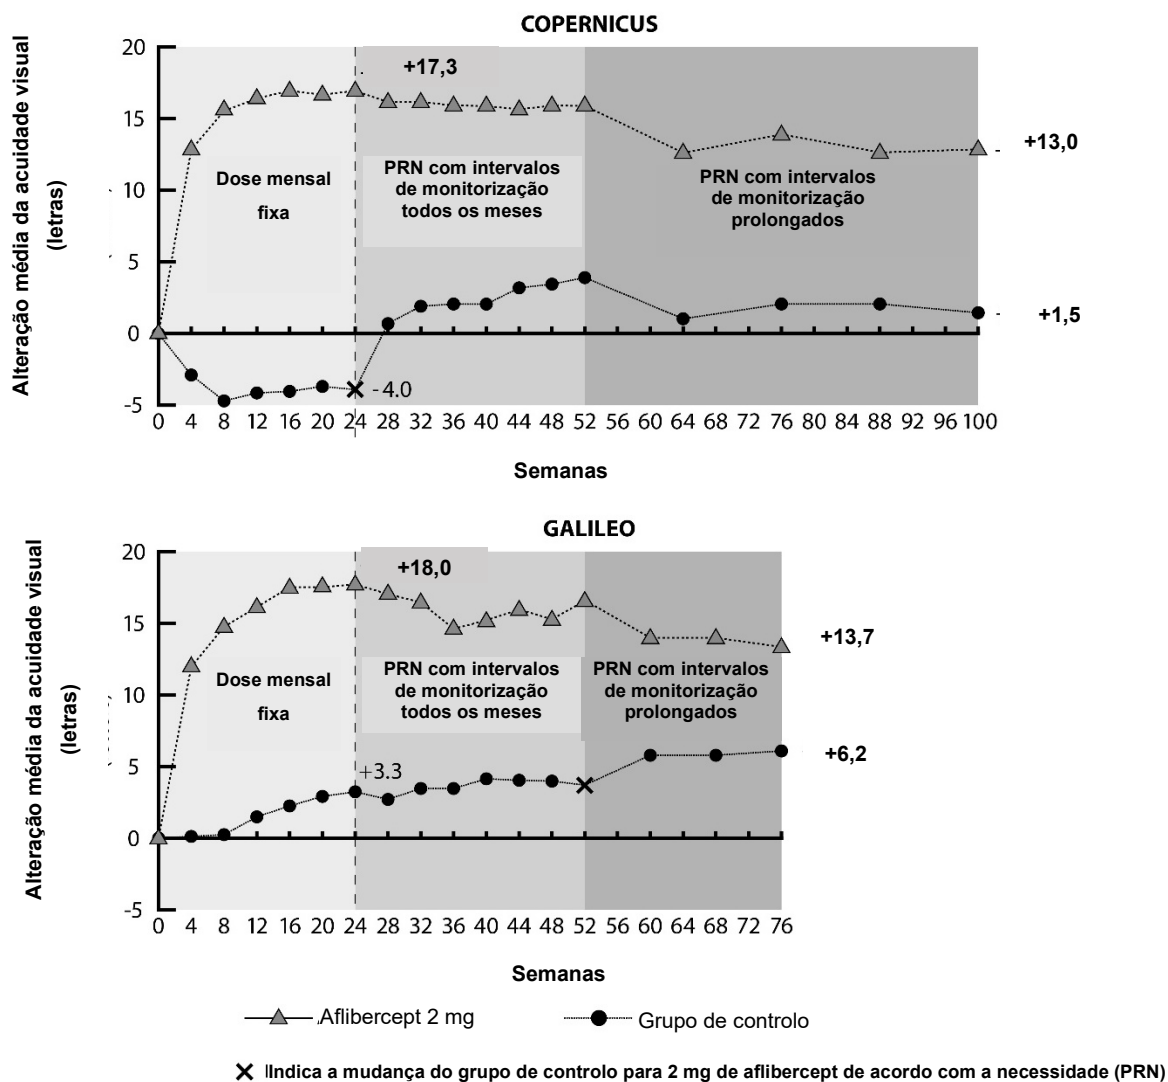 COPERNICUS
Alteração média da acuidade visual
(letras)
20
15
10
5
0
-5
+17,3
Dose mensal
fixa
PRN com intervalos
de monitorização
todos os meses
PRN com intervalos
de monitorização
prolongados
+13,0
+1,5
-4.0
0 4 8 12 16 20 24 28 32 36 40 44 48 52 56 60 64 68 72 76 80 84 88 92 96 100
Semanas
GALILEO
Alteração média da acuidade visual
(letras)
20
15
10
5
0
-5
+18,0
Dose mensal
fixa
PRN com intervalos
de monitorização
todos os meses
PRN com intervalos
de monitorização
prolongados
+13,7
+3.3
+6,2
0 4 8 12 16 20 24 28 32 36 40 44 48 52 56 60 64 68 72 76
Semanas
Aflibercept 2 mg
Grupo de controlo
Indica a mudança do grupo de controlo para 2 mg de aflibercept de acordo com a necessidade (PRN)